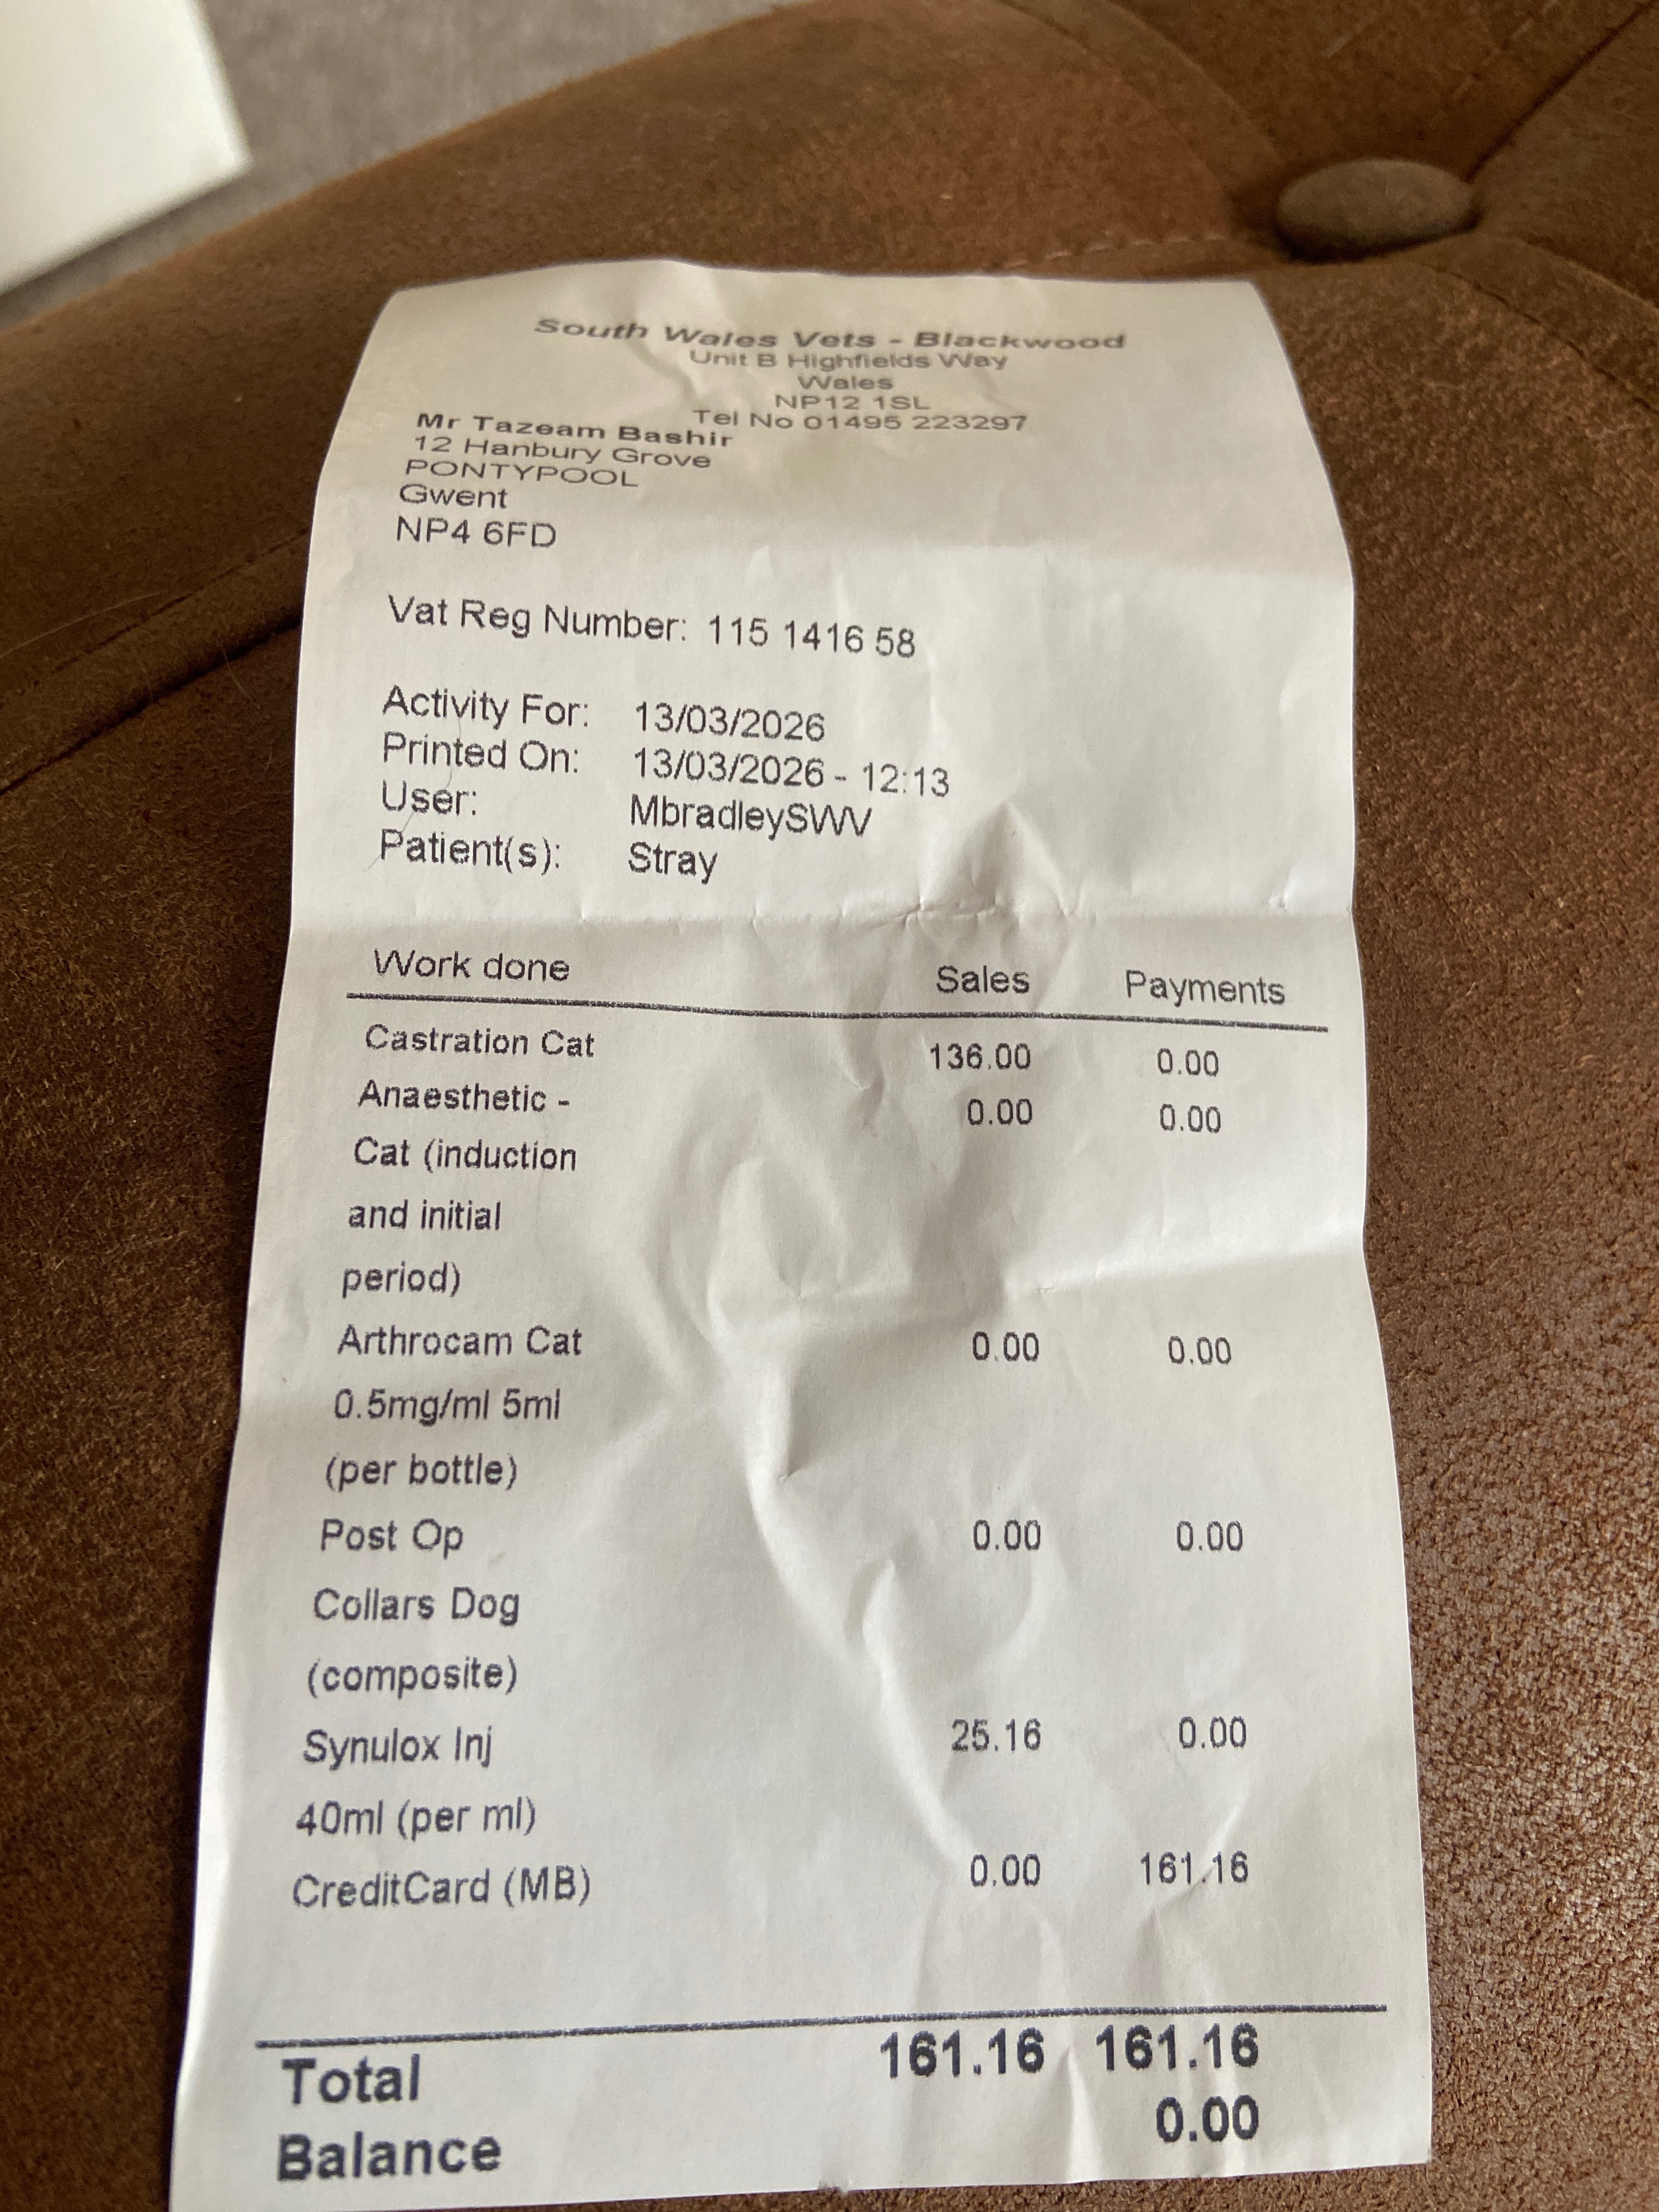 South Wales Vets - Blackwood
Unit B Highfields Way
Wales
NP12 1SL
Tel No 01495 223297
Mr Tazeam Bashir
12 Hanbury Grove
PONTYPOOL
Gwent
NP4 6FD
Vat Reg Number: 115 1416 58
Activity For: 13/03/2026
Printed On: 13/03/2026 - 12:13
User: MbradleySWV
Patient(s): Stray
Work done Sales Payments
Castration Cat 136.00 0.00
Anaesthetic - 0.00 0.00
Cat (induction
and initial
period)
Arthrocam Cat 0.00 0.00
0.5mg/ml 5ml
(per bottle)
Post Op 0.00 0.00
Collars Dog
(composite)
Synulox Inj 25.16 0.00
40ml (per ml)
CreditCard (MB) 0.00 161.16
Total 161.16 161.16
Balance 0.00